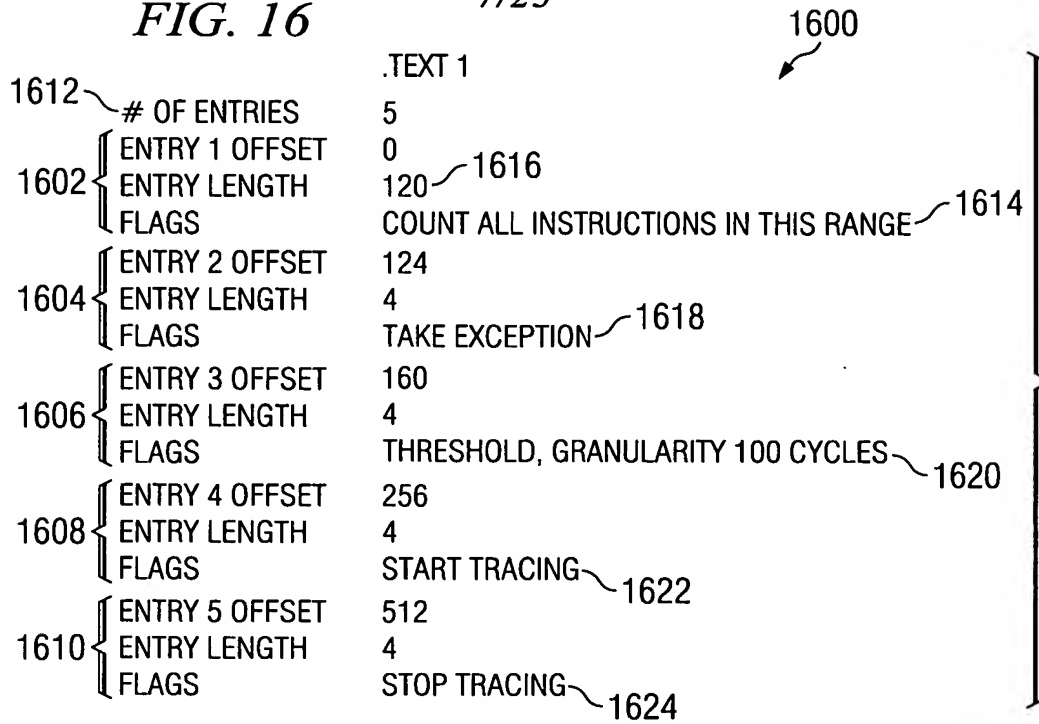 FIG. 16
1600
.TEXT 1
1612 # OF ENTRIES 5
1602 ENTRY 1 OFFSET 0
ENTRY LENGTH 120 1616
FLAGS COUNT ALL INSTRUCTIONS IN THIS RANGE 1614
1604 ENTRY 2 OFFSET 124
ENTRY LENGTH 4
FLAGS TAKE EXCEPTION 1618
1606 ENTRY 3 OFFSET 160
ENTRY LENGTH 4
FLAGS THRESHOLD, GRANULARITY 100 CYCLES 1620
1608 ENTRY 4 OFFSET 256
ENTRY LENGTH 4
FLAGS START TRACING 1622
1610 ENTRY 5 OFFSET 512
ENTRY LENGTH 4
FLAGS STOP TRACING 1624